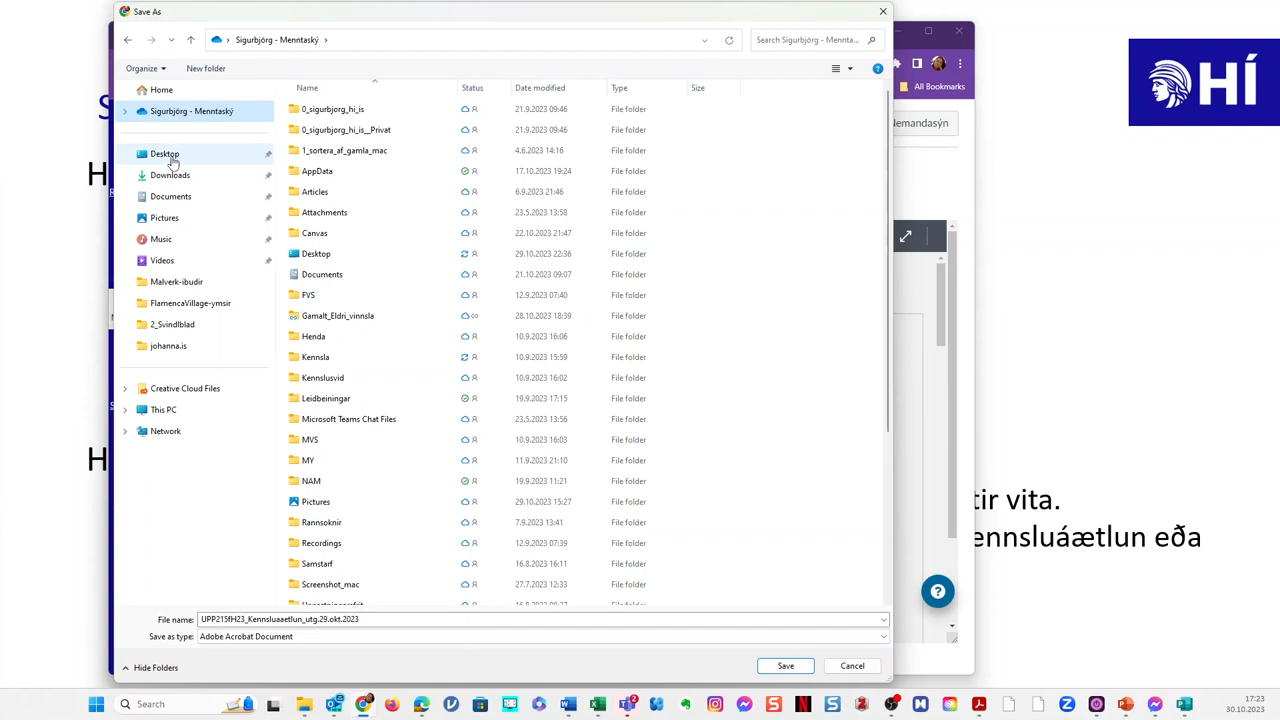 Save As
Sigurbjörg - Menntaský
Search Sigurbjörg - Mennta...
Organize
New folder
All Bookmarks
Nemandasýn
HÍ
Home
Sigurbjörg - Menntaský
Desktop
Downloads
Documents
Pictures
Music
Videos
Malverk-ibudir
FlamencaVillage-ymsir
2_Svindlblad
johanna.is
Creative Cloud Files
This PC
Network
Name Status Date modified Type Size
0_sigurbjorg_hi_is 21.9.2023 09:46 File folder
0_sigurbjorg_hi_is__Privat 21.9.2023 09:46 File folder
1_sortera_af_gamla_mac 4.6.2023 14:16 File folder
AppData 17.10.2023 19:24 File folder
Articles 6.9.2023 21:46 File folder
Attachments 23.5.2023 13:58 File folder
Canvas 22.10.2023 21:47 File folder
Desktop 29.10.2023 22:36 File folder
Documents 21.10.2023 09:07 File folder
FVS 12.9.2023 07:40 File folder
Gamalt_Eldri_vinnsla 28.10.2023 18:39 File folder
Henda 10.9.2023 16:06 File folder
Kennsla 10.9.2023 15:59 File folder
Kennslusvid 10.9.2023 16:02 File folder
Leidbeiningar 19.9.2023 17:15 File folder
Microsoft Teams Chat Files 23.5.2023 13:56 File folder
MVS 10.9.2023 16:03 File folder
MY 11.9.2023 21:10 File folder
NAM 19.9.2023 11:21 File folder
Pictures 29.10.2023 15:27 File folder
Rannsoknir 7.9.2023 13:41 File folder
Recordings 12.9.2023 07:39 File folder
Samstarf 16.8.2023 16:11 File folder
Screenshot_mac 27.7.2023 12:33 File folder
H
H
tir vita.
ennsluáætlun eða
File name: UPP215fH23_Kennsluaaetlun_utg.29.okt.2023
Save as type: Adobe Acrobat Document
Hide Folders
Save
Cancel
Search
17:23
30.10.2023